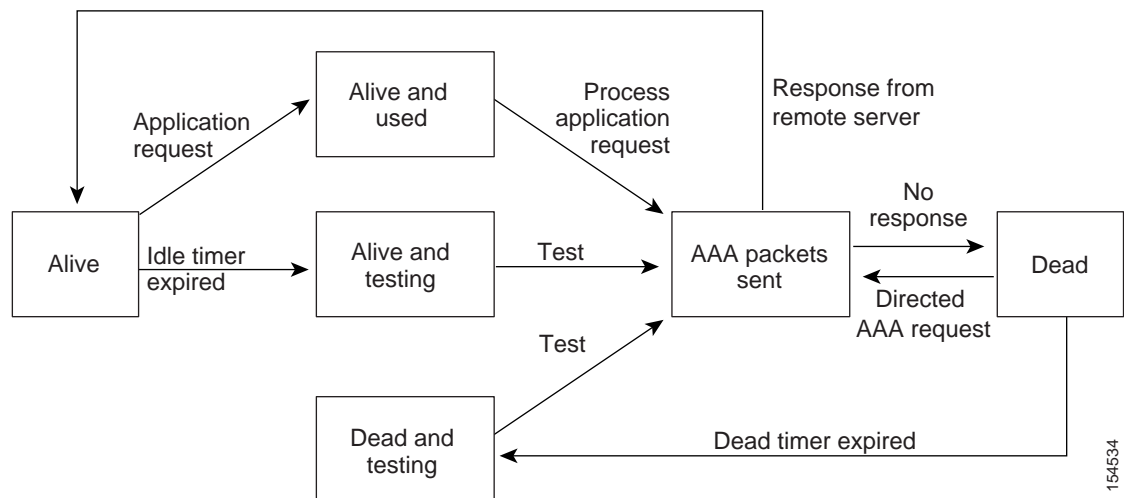 Alive and
used
Process
application
request
Response from
remote server
Application
request
No
response
Alive
Idle timer
expired
Alive and
testing
Test
AAA packets
sent
Dead
Directed
AAA request
Test
Dead and
testing
Dead timer expired
154534